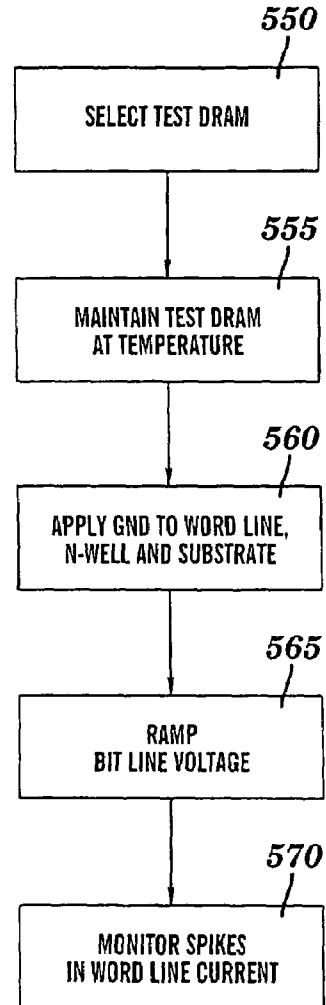 550
SELECT TEST DRAM
555
MAINTAIN TEST DRAM
AT TEMPERATURE
560
APPLY GND TO WORD LINE,
N-WELL AND SUBSTRATE
565
RAMP
BIT LINE VOLTAGE
570
MONITOR SPIKES
IN WORD LINE CURRENT